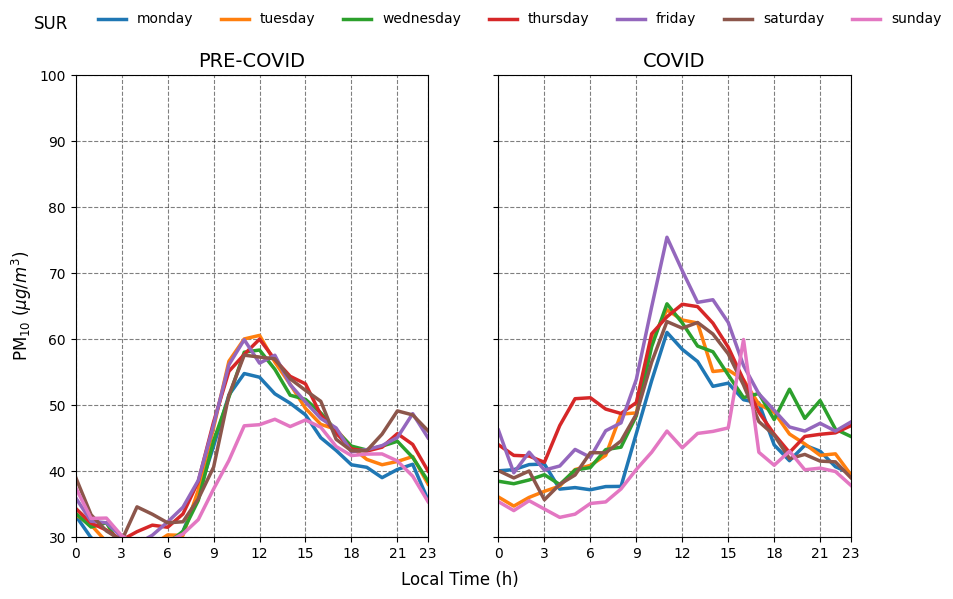 SUR monday tuesday wednesday thursday friday saturday sunday
PRE-COVID COVID
100
90
80
70
60
50
40
30
PM₁₀ (μg/m³)
0 3 6 9 12 15 18 21 23 0 3 6 9 12 15 18 21 23
Local Time (h)